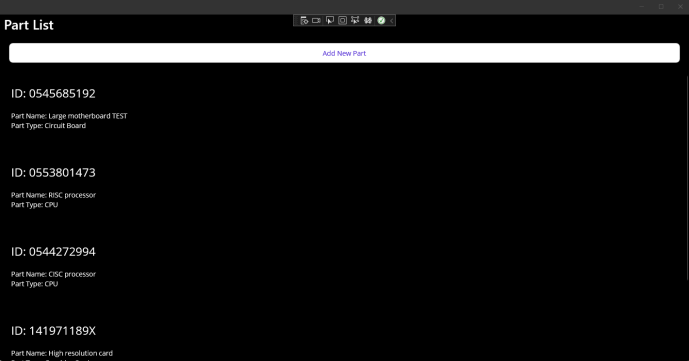 Part List
Add New Part
ID: 0545685192
Part Name: Large motherboard TEST
Part Type: Circuit Board
ID: 0553801473
Part Name: RISC processor
Part Type: CPU
ID: 0544272994
Part Name: CISC processor
Part Type: CPU
ID: 141971189X
Part Name: High resolution card